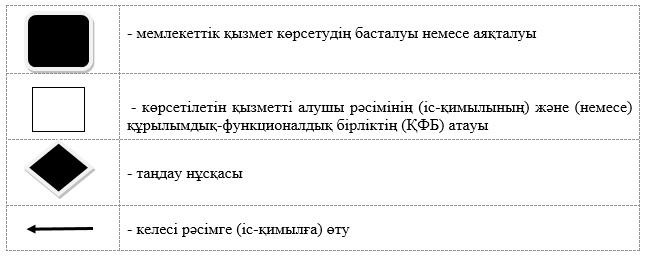 - мемлекеттік қызмет көрсетудің басталуы немесе аяқталуы
- көрсетілетін қызметті алушы рәсімінің (іс-қимылының) және (немесе)
құрылымдық-функционалдық бірліктің (ҚФБ) атауы
- таңдау нұсқасы
- келесі рәсімге (іс-қимылға) өту